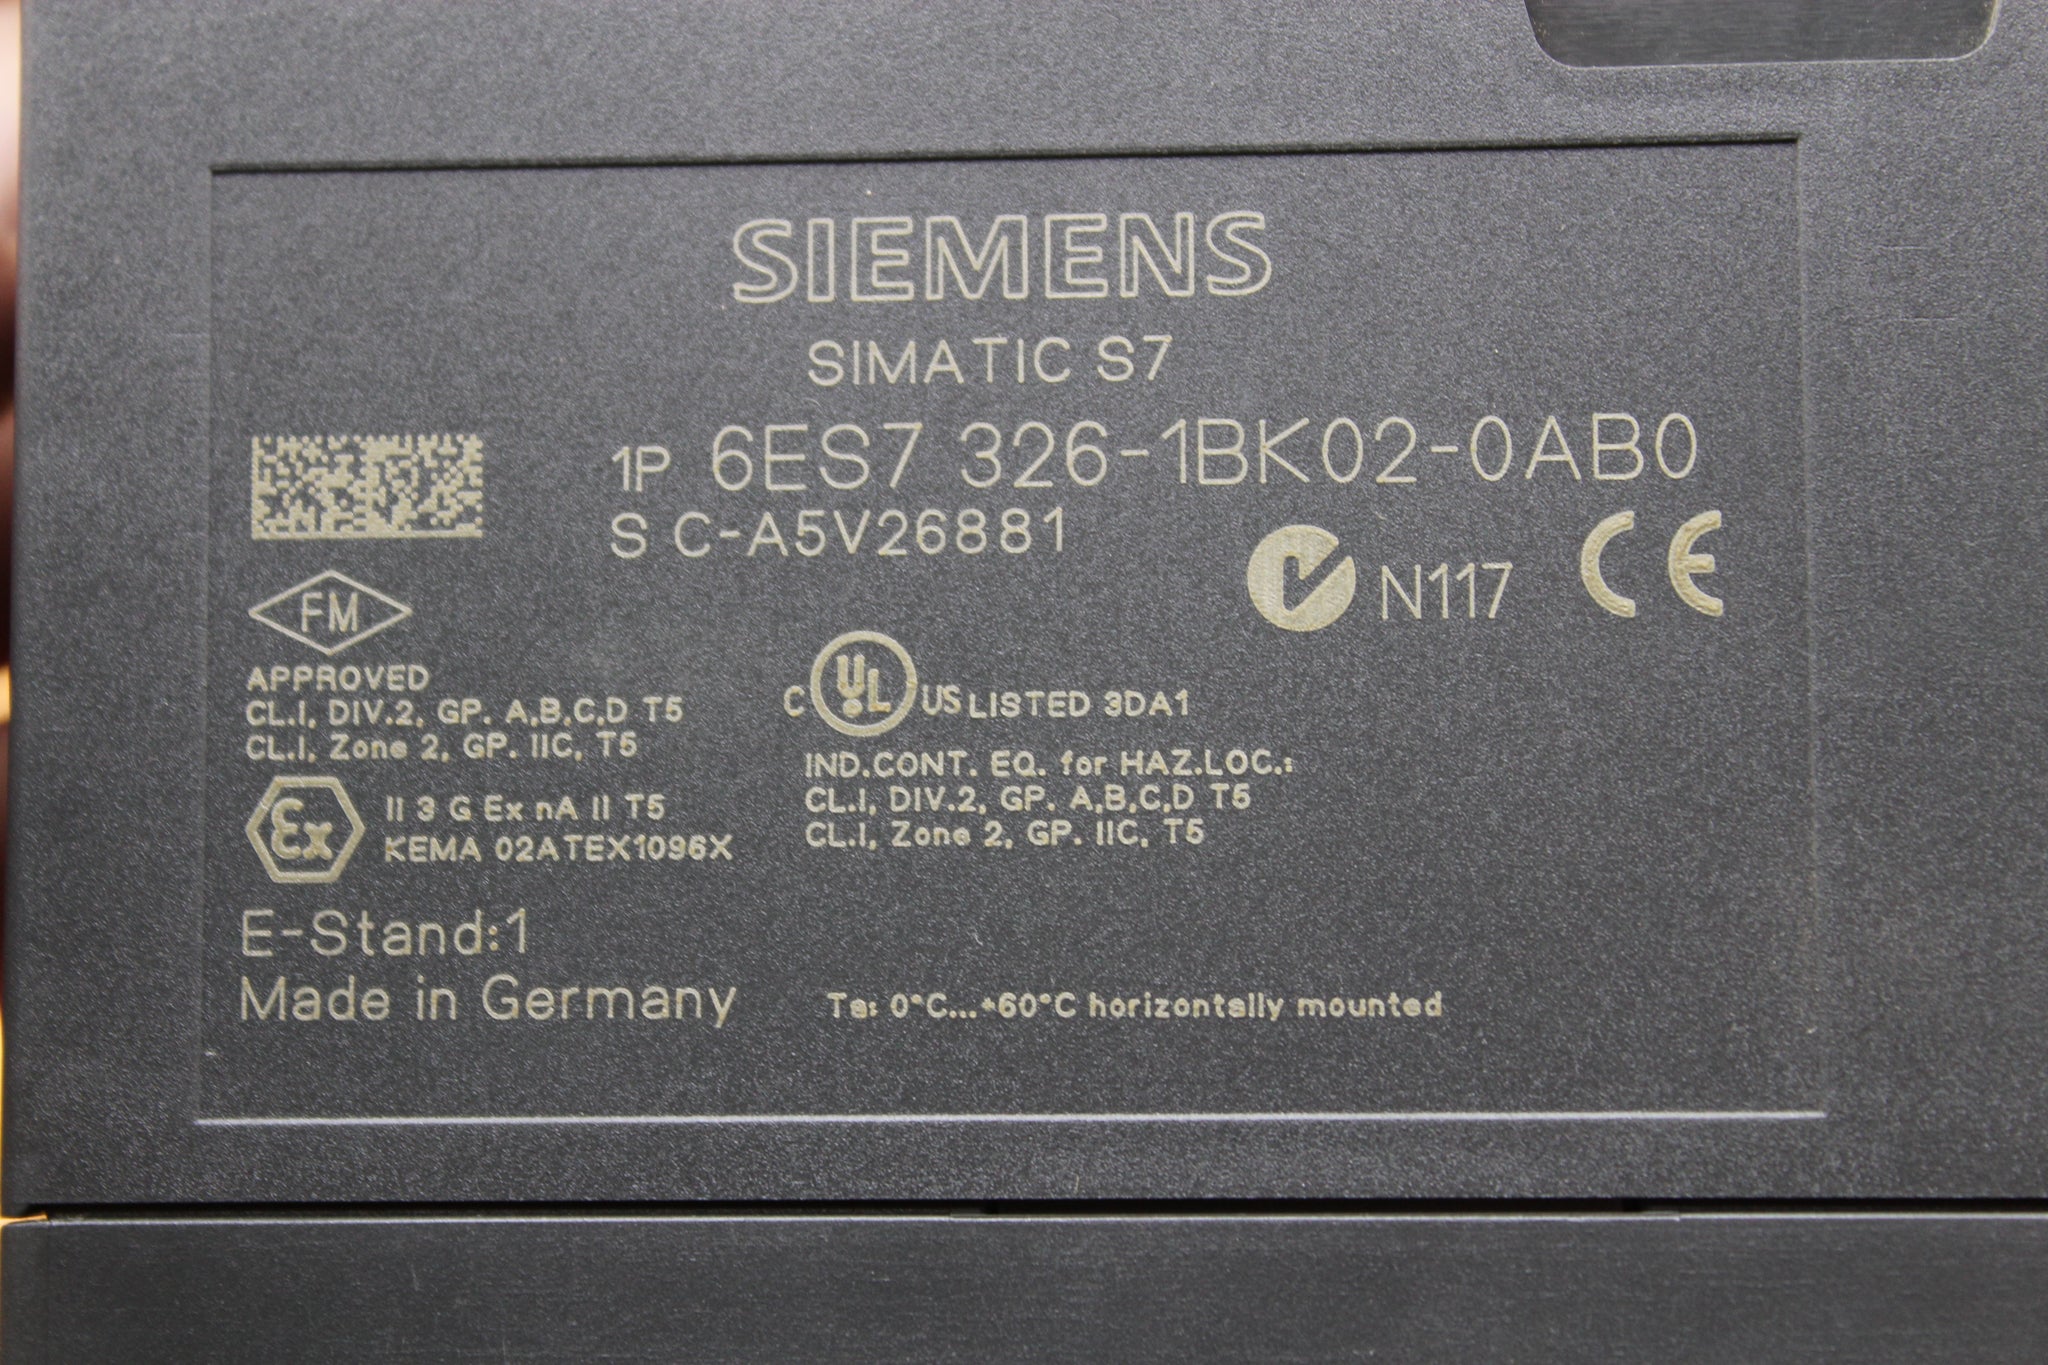 SIEMENS
SIMATIC S7
1P 6ES7 326-1BK02-0AB0
S C-A5V26881
N117 CE
FM
APPROVED
CL.I, DIV.2, GP. A,B,C,D T5
CL.I, Zone 2, GP. IIC, T5
C UL US LISTED 3DA1
IND.CONT. EQ. for HAZ.LOC.:
CL.I, DIV.2, GP. A,B,C,D T5
CL.I, Zone 2, GP. IIC, T5
Ex II 3 G Ex nA II T5
KEMA 02ATEX1096X
E-Stand:1
Made in Germany
Ta: 0°C...+60°C horizontally mounted